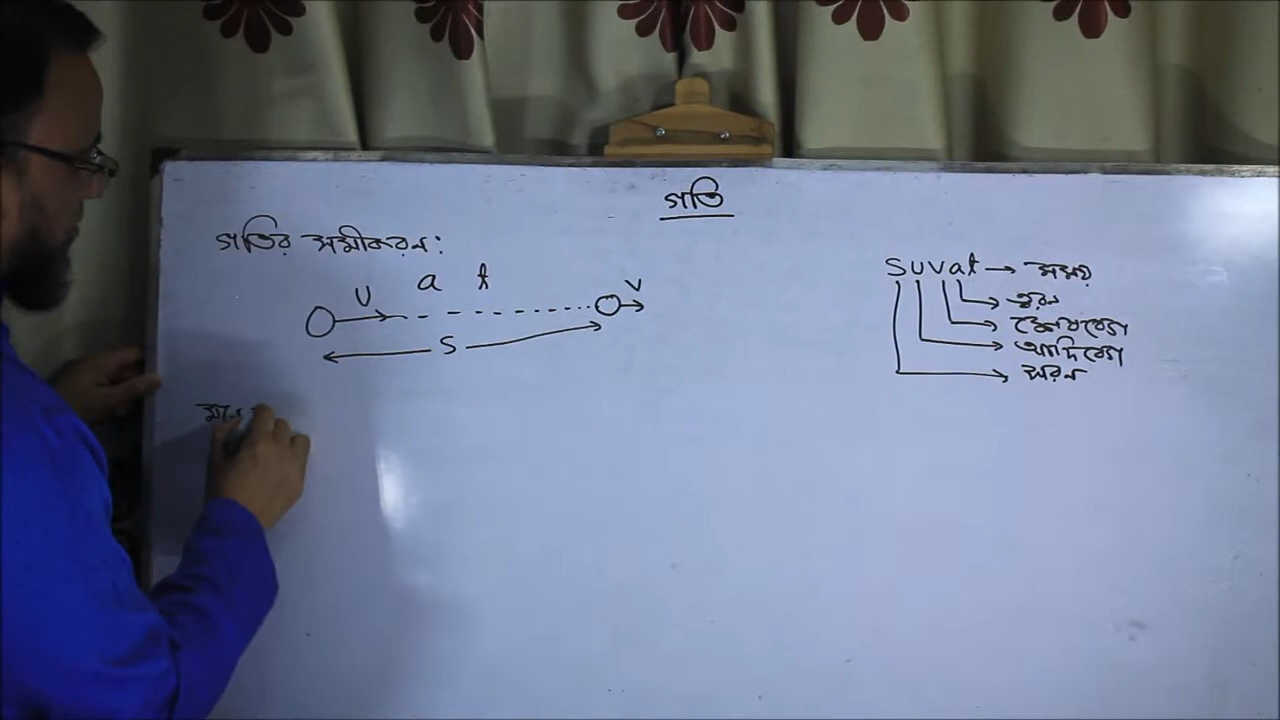 গতি
গতির সমীকরণ:
U a t v
S
suvat → সময়
ত্বরণ
শেষবেগ
আদিবেগ
সরণ